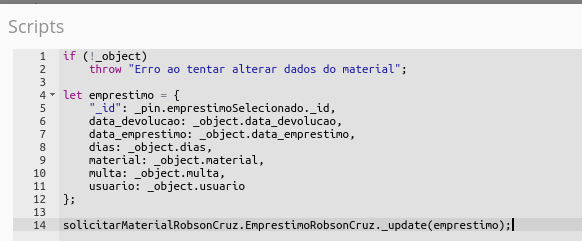 Scripts
1 if (!_object)
2     throw "Erro ao tentar alterar dados do material";
3
4 let emprestimo = {
5     "_id": _pin.emprestimoSelecionado._id,
6     data_devolucao: _object.data_devolucao,
7     data_emprestimo: _object.data_emprestimo,
8     dias: _object.dias,
9     material: _object.material,
10     multa: _object.multa,
11     usuario: _object.usuario
12 };
13
14 solicitarMaterialRobsonCruz.EmprestimoRobsonCruz._update(emprestimo);